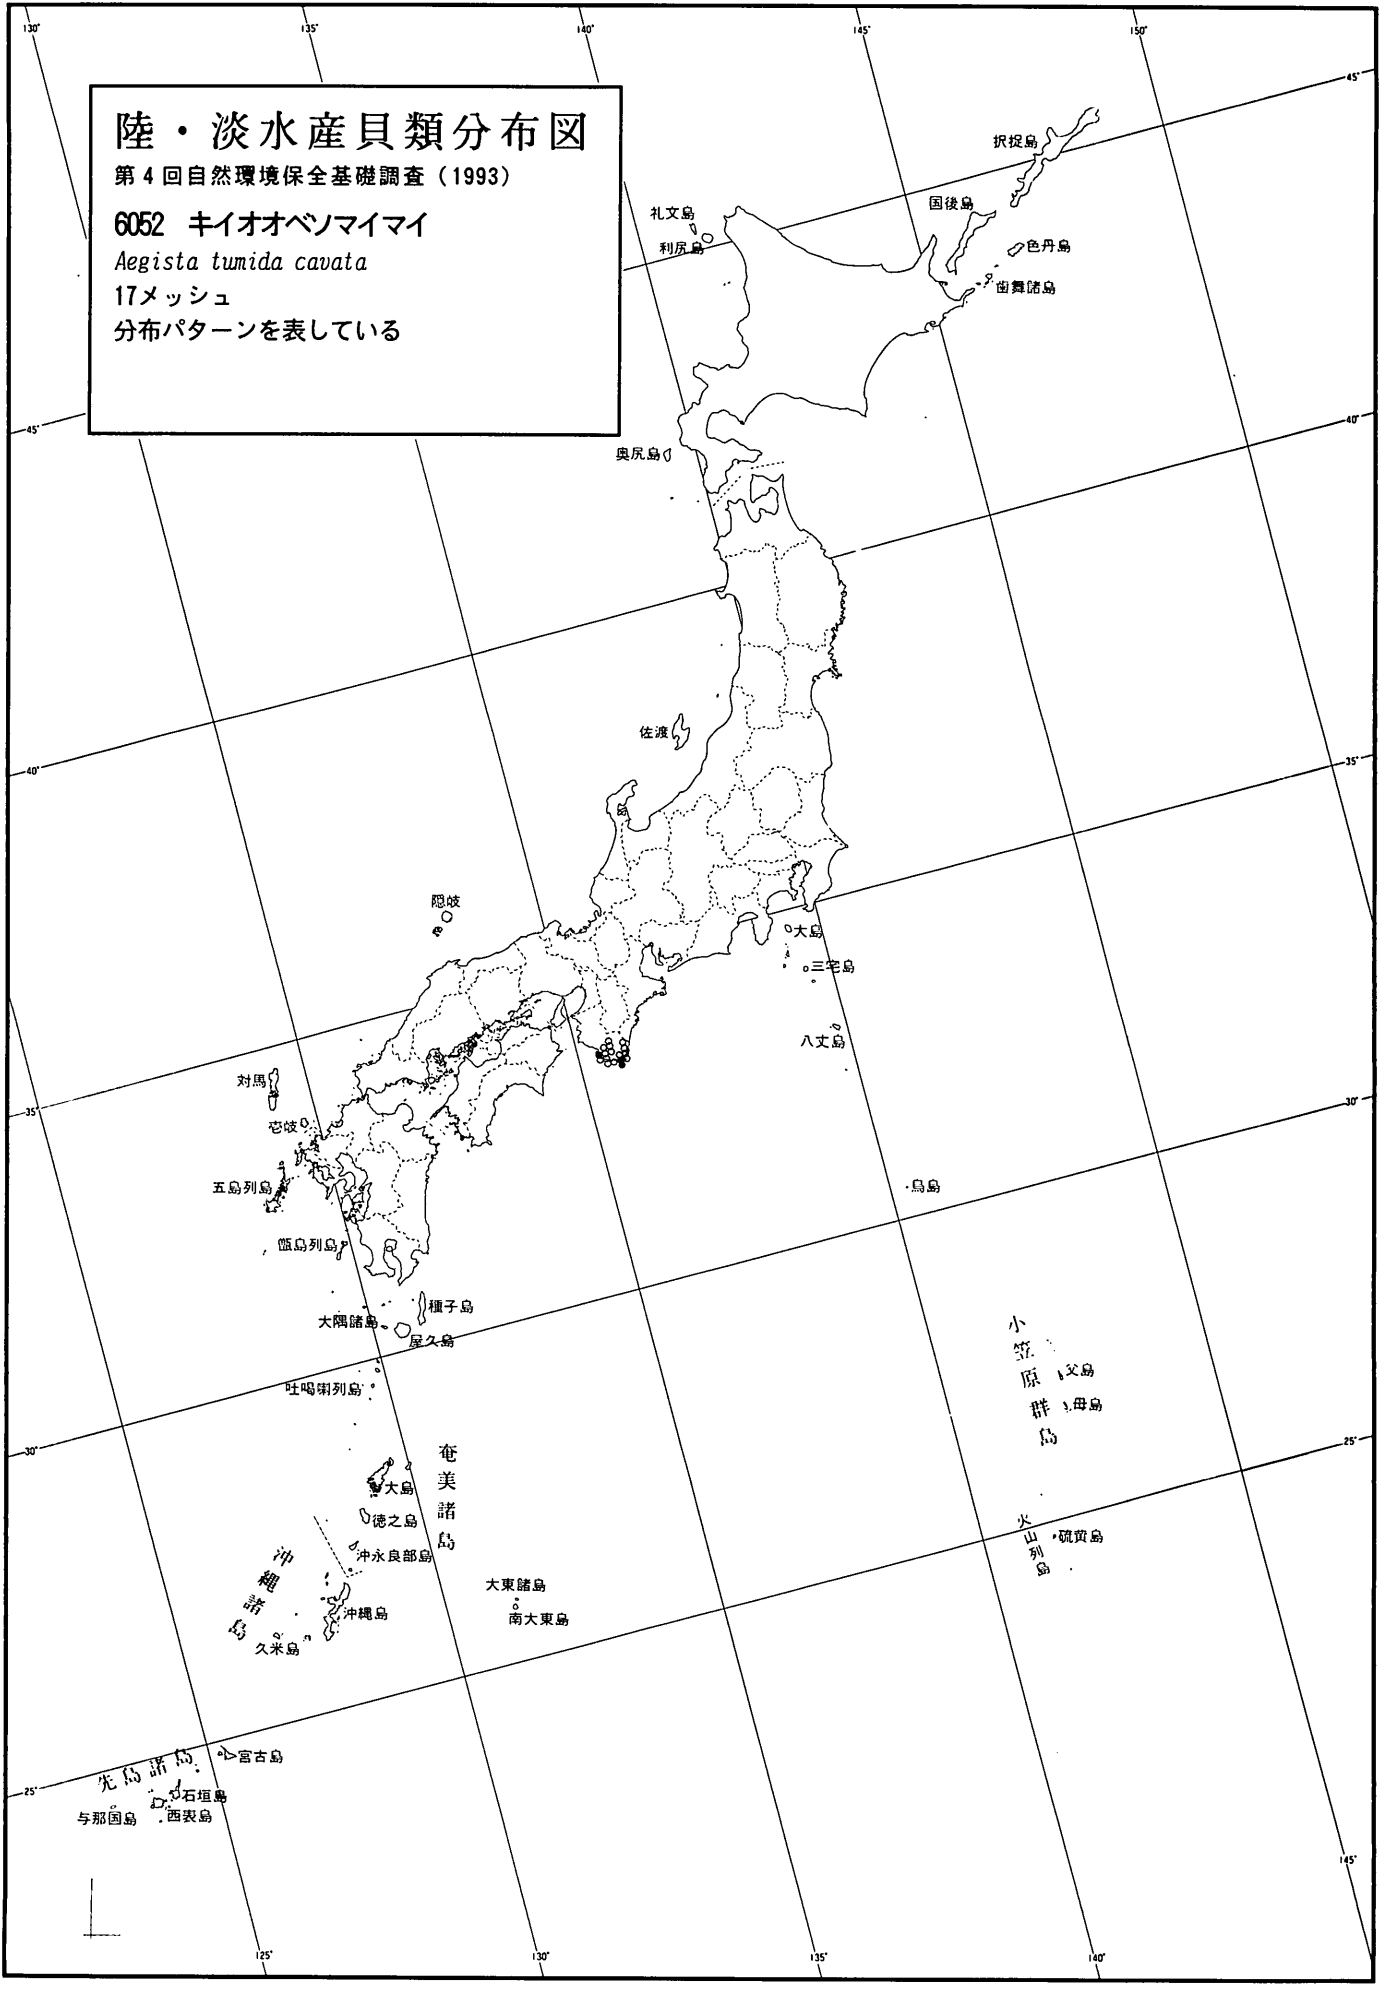 130°
135°
140°
145°
150°
45°
陸・淡水産貝類分布図
第4回自然環境保全基礎調査（1993）
6052 キイオオベソマイマイ
Aegista tumida cavata
17メッシュ
分布パターンを表している
択捉島
国後島
礼文島
利尻島
色丹島
歯舞諸島
45°
40°
奥尻島
佐渡
40°
35°
隠岐
大島
三宅島
八丈島
対馬
35°
壱岐
30°
五島列島
鳥島
甑島列島
種子島
大隅諸島
屋久島
小笠原群島
父島
吐喝喇列島
母島
30°
25°
奄美諸島
大島
徳之島
火山列島
硫黄島
沖永良部島
沖縄諸島
大東諸島
沖縄島
南大東島
久米島
先島諸島
宮古島
25°
石垣島
与那国島
西表島
145°
125°
130°
135°
140°